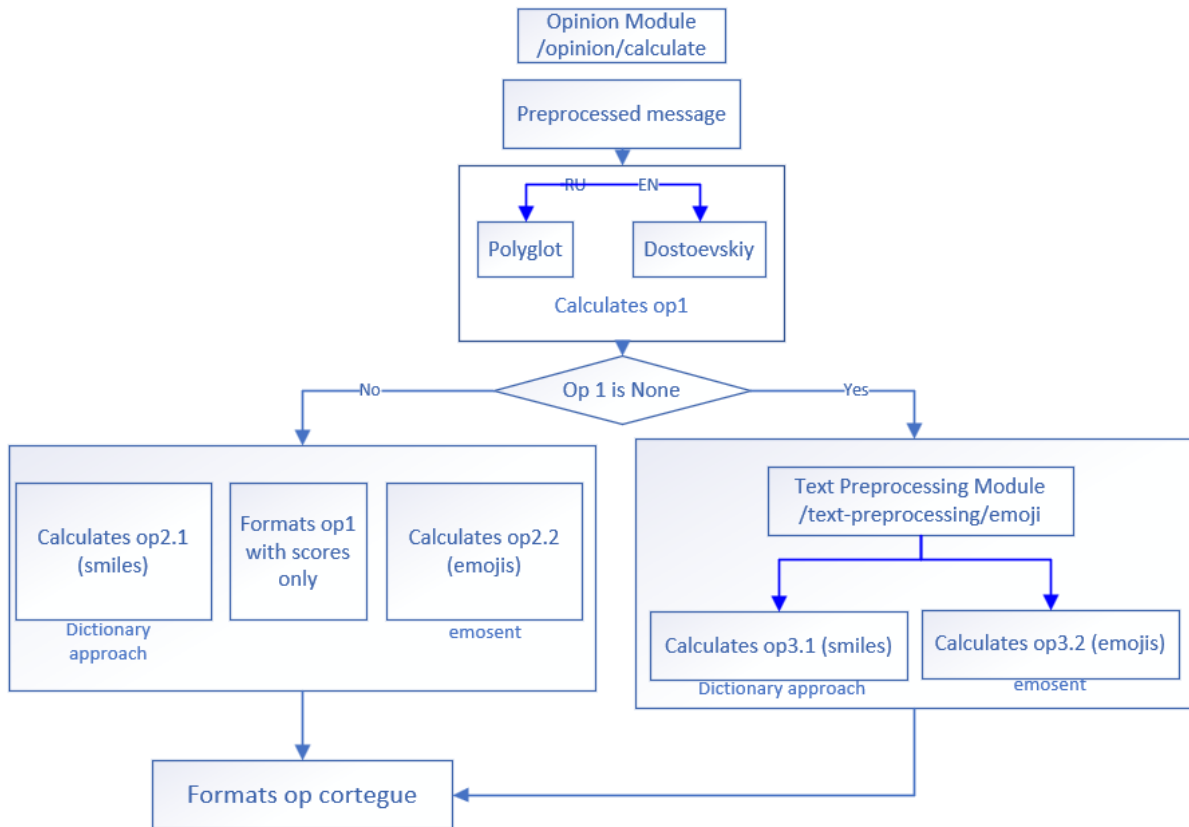 Opinion Module
/opinion/calculate
Preprocessed message
RU
EN
Polyglot
Dostoevskiy
Calculates op1
Op 1 is None
No
Yes
Calculates op2.1
(smiles)
Dictionary
approach
Formats op1
with scores
only
Calculates op2.2
(emojis)
emosent
Text Preprocessing Module
/text-preprocessing/emoji
Calculates op3.1 (smiles)
Dictionary approach
Calculates op3.2 (emojis)
emosent
Formats op cortegue